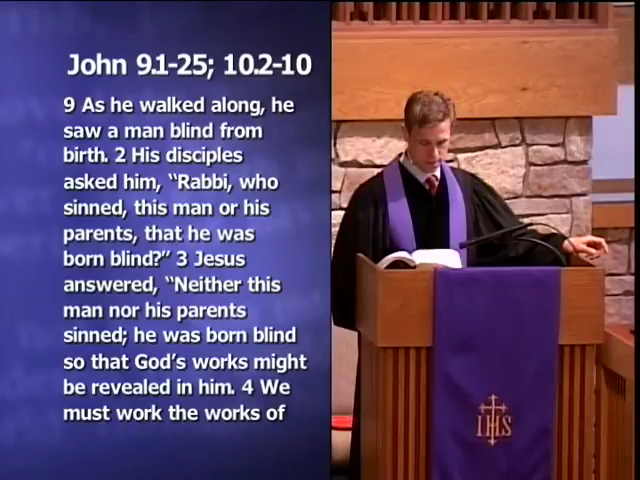 John 9.1-25; 10.2-10
9 As he walked along, he
saw a man blind from
birth. 2 His disciples
asked him, “Rabbi, who
sinned, this man or his
parents, that he was
born blind?” 3 Jesus
answered, “Neither this
man nor his parents
sinned; he was born blind
so that God’s works might
be revealed in him. 4 We
must work the works of
IHS